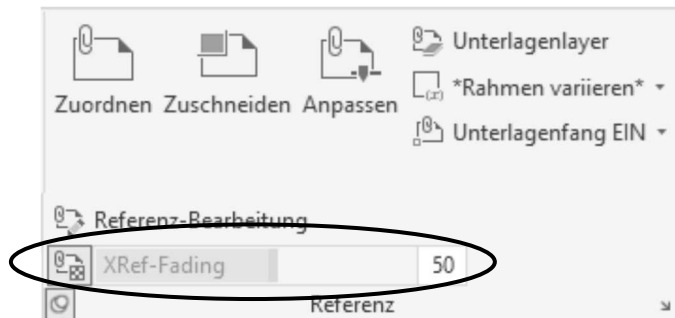 Zuordnen Zuschneiden Anpassen
Unterlagenlayer
*Rahmen variieren*
Unterlagenfang EIN
Referenz-Bearbeitung
XRef-Fading 50
Referenz